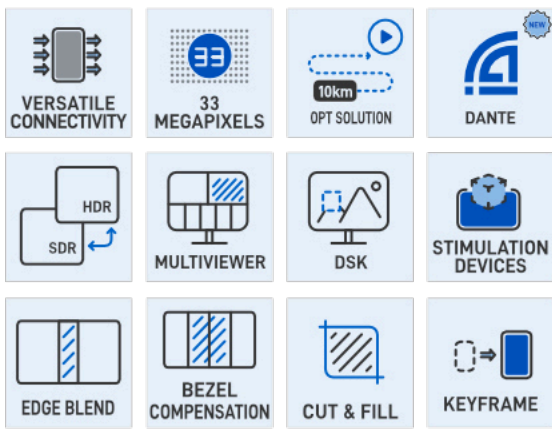 VERSATILE
CONNECTIVITY
33
33
MEGAPIXELS
10km
OPT SOLUTION
NEW
DANTE
HDR
SDR
MULTIVIEWER
DSK
STIMULATION
DEVICES
EDGE BLEND
BEZEL
COMPENSATION
CUT & FILL
KEYFRAME